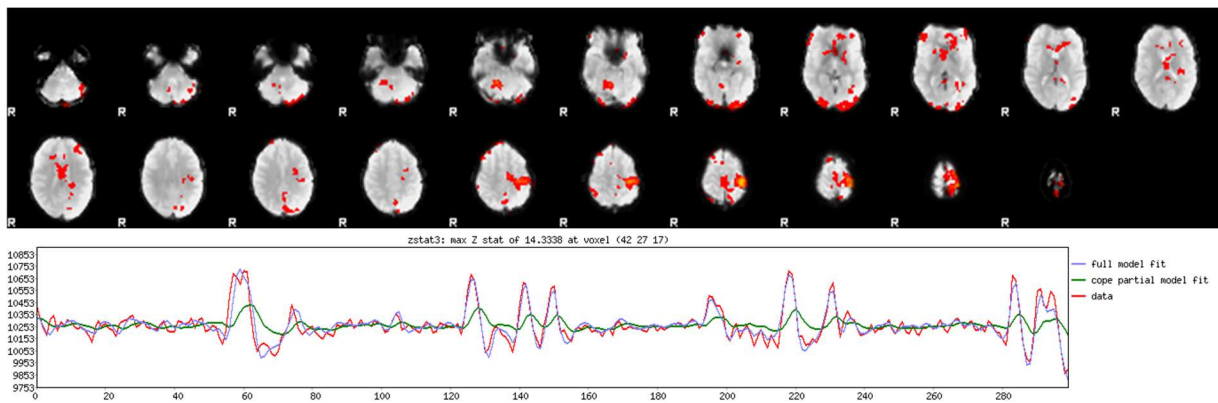 R R R R R R R R R R R
R R R R R R R R R R R
zstat3: max Z stat of 14.3338 at voxel (42 27 17)
10853
10753
10653
10553
10453
10353
10253
10153
10053
9953
9853
9753
0 20 40 60 80 100 120 140 160 180 200 220 240 260 280
full model fit
cope partial model fit
data